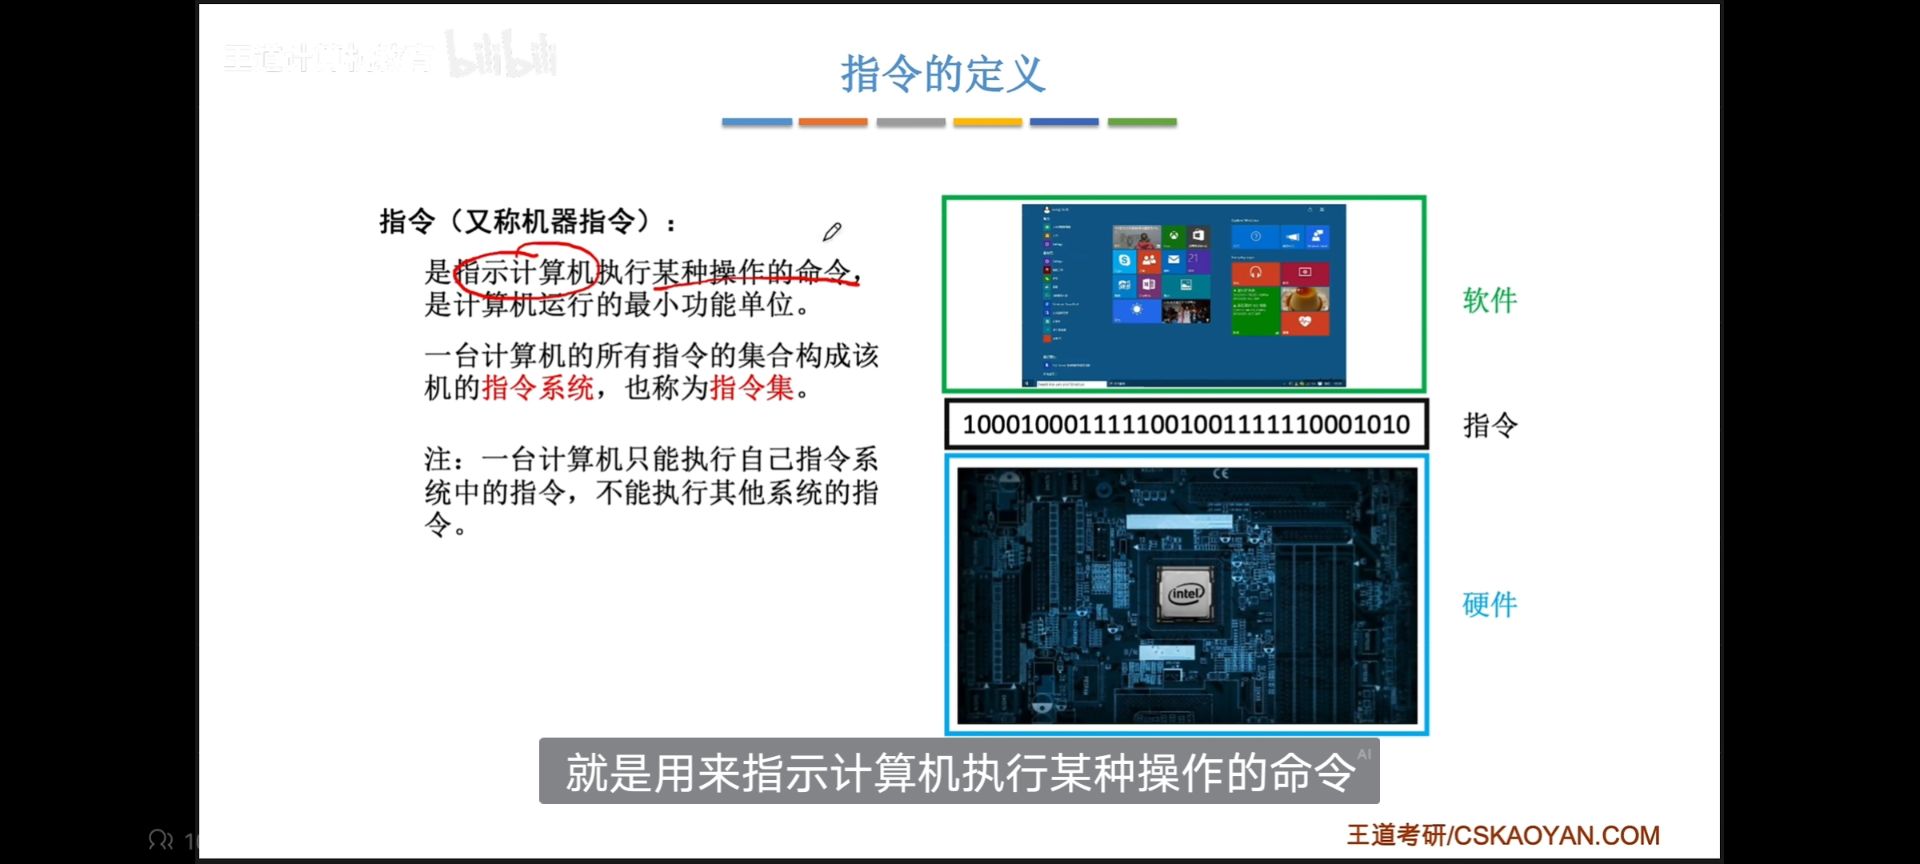 王道计算机教育 bilibili
指令的定义
指令（又称机器指令）：
是指示计算机执行某种操作的命令，
是计算机运行的最小功能单位。
一台计算机的所有指令的集合构成该
机的指令系统，也称为指令集。
注：一台计算机只能执行自己指令系
统中的指令，不能执行其他系统的指
令。
软件
10001000111110010011111110001010
指令
CE
intel
硬件
就是用来指示计算机执行某种操作的命令
AI
王道考研/CSKAOYAN.COM